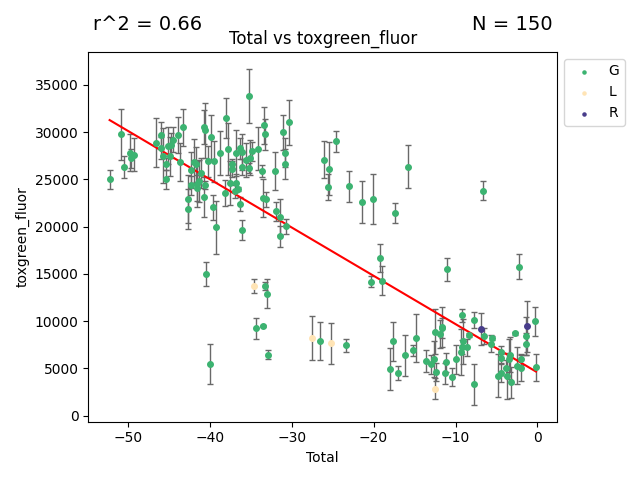 r^2 = 0.66 N = 150
Total vs toxgreen_fluor
G
L
R
35000
30000
25000
20000
15000
10000
5000
0
toxgreen_fluor
−50 −40 −30 −20 −10 0
Total